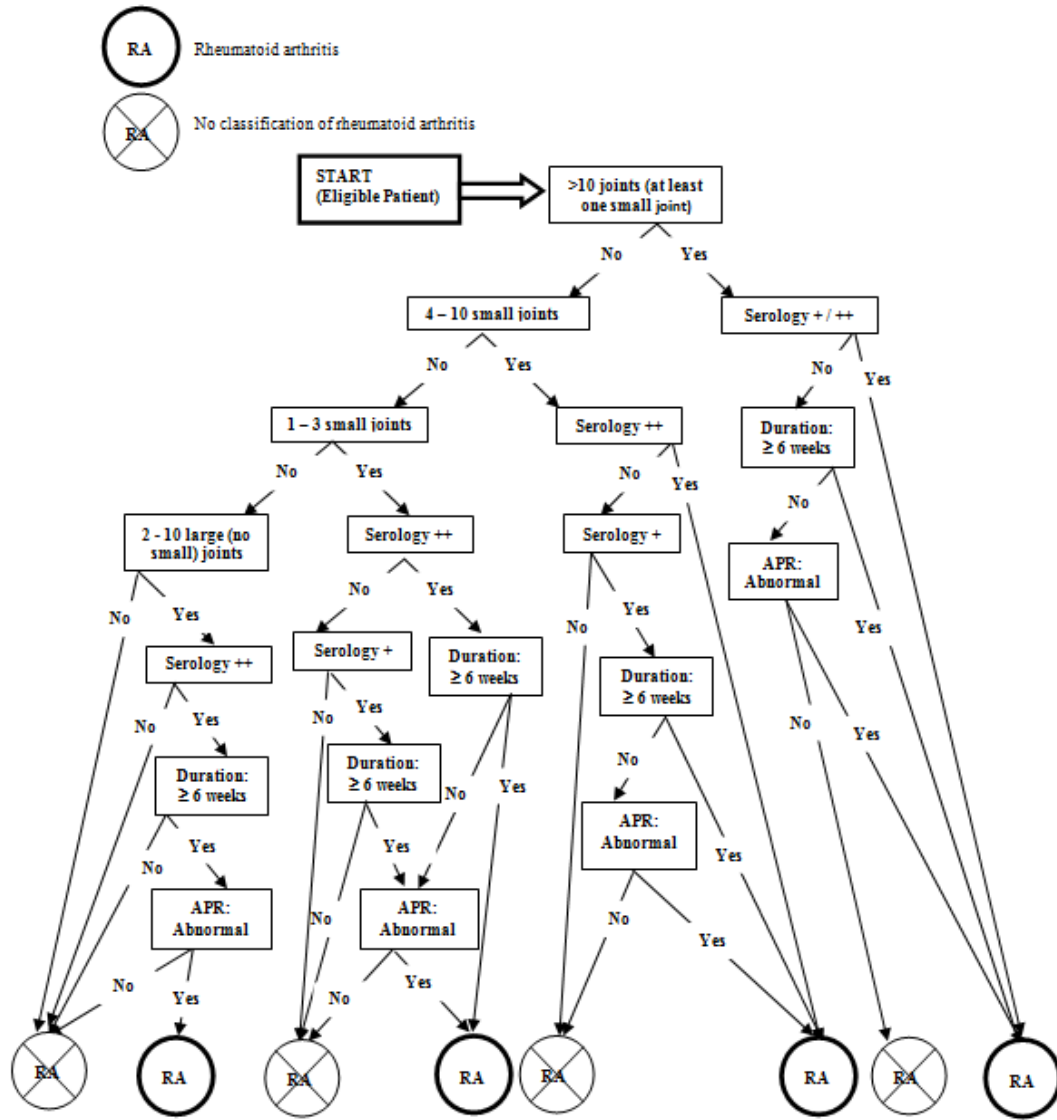 RA
Rheumatoid arthritis
RA
No classification of rheumatoid arthritis
START
(Eligible Patient)
>10 joints (at least
one small joint)
No
Yes
4 – 10 small joints
Serology + / ++
No
Yes
No
Yes
1 – 3 small joints
Serology ++
Duration:
≥ 6 weeks
No
Yes
No
Yes
No
2 - 10 large (no
small) joints
Serology ++
Serology +
APR:
Abnormal
No
Yes
No
Yes
No
Yes
Yes
Serology ++
Serology +
Duration:
≥ 6 weeks
Duration:
≥ 6 weeks
No
Yes
No
Yes
No
Yes
No
Yes
No
Duration:
≥ 6 weeks
Duration:
≥ 6 weeks
APR:
Abnormal
No
Yes
Yes
Yes
APR:
Abnormal
No
APR:
Abnormal
No
Yes
No
Yes
No
Yes
RA
RA
RA
RA
RA
RA
RA
RA